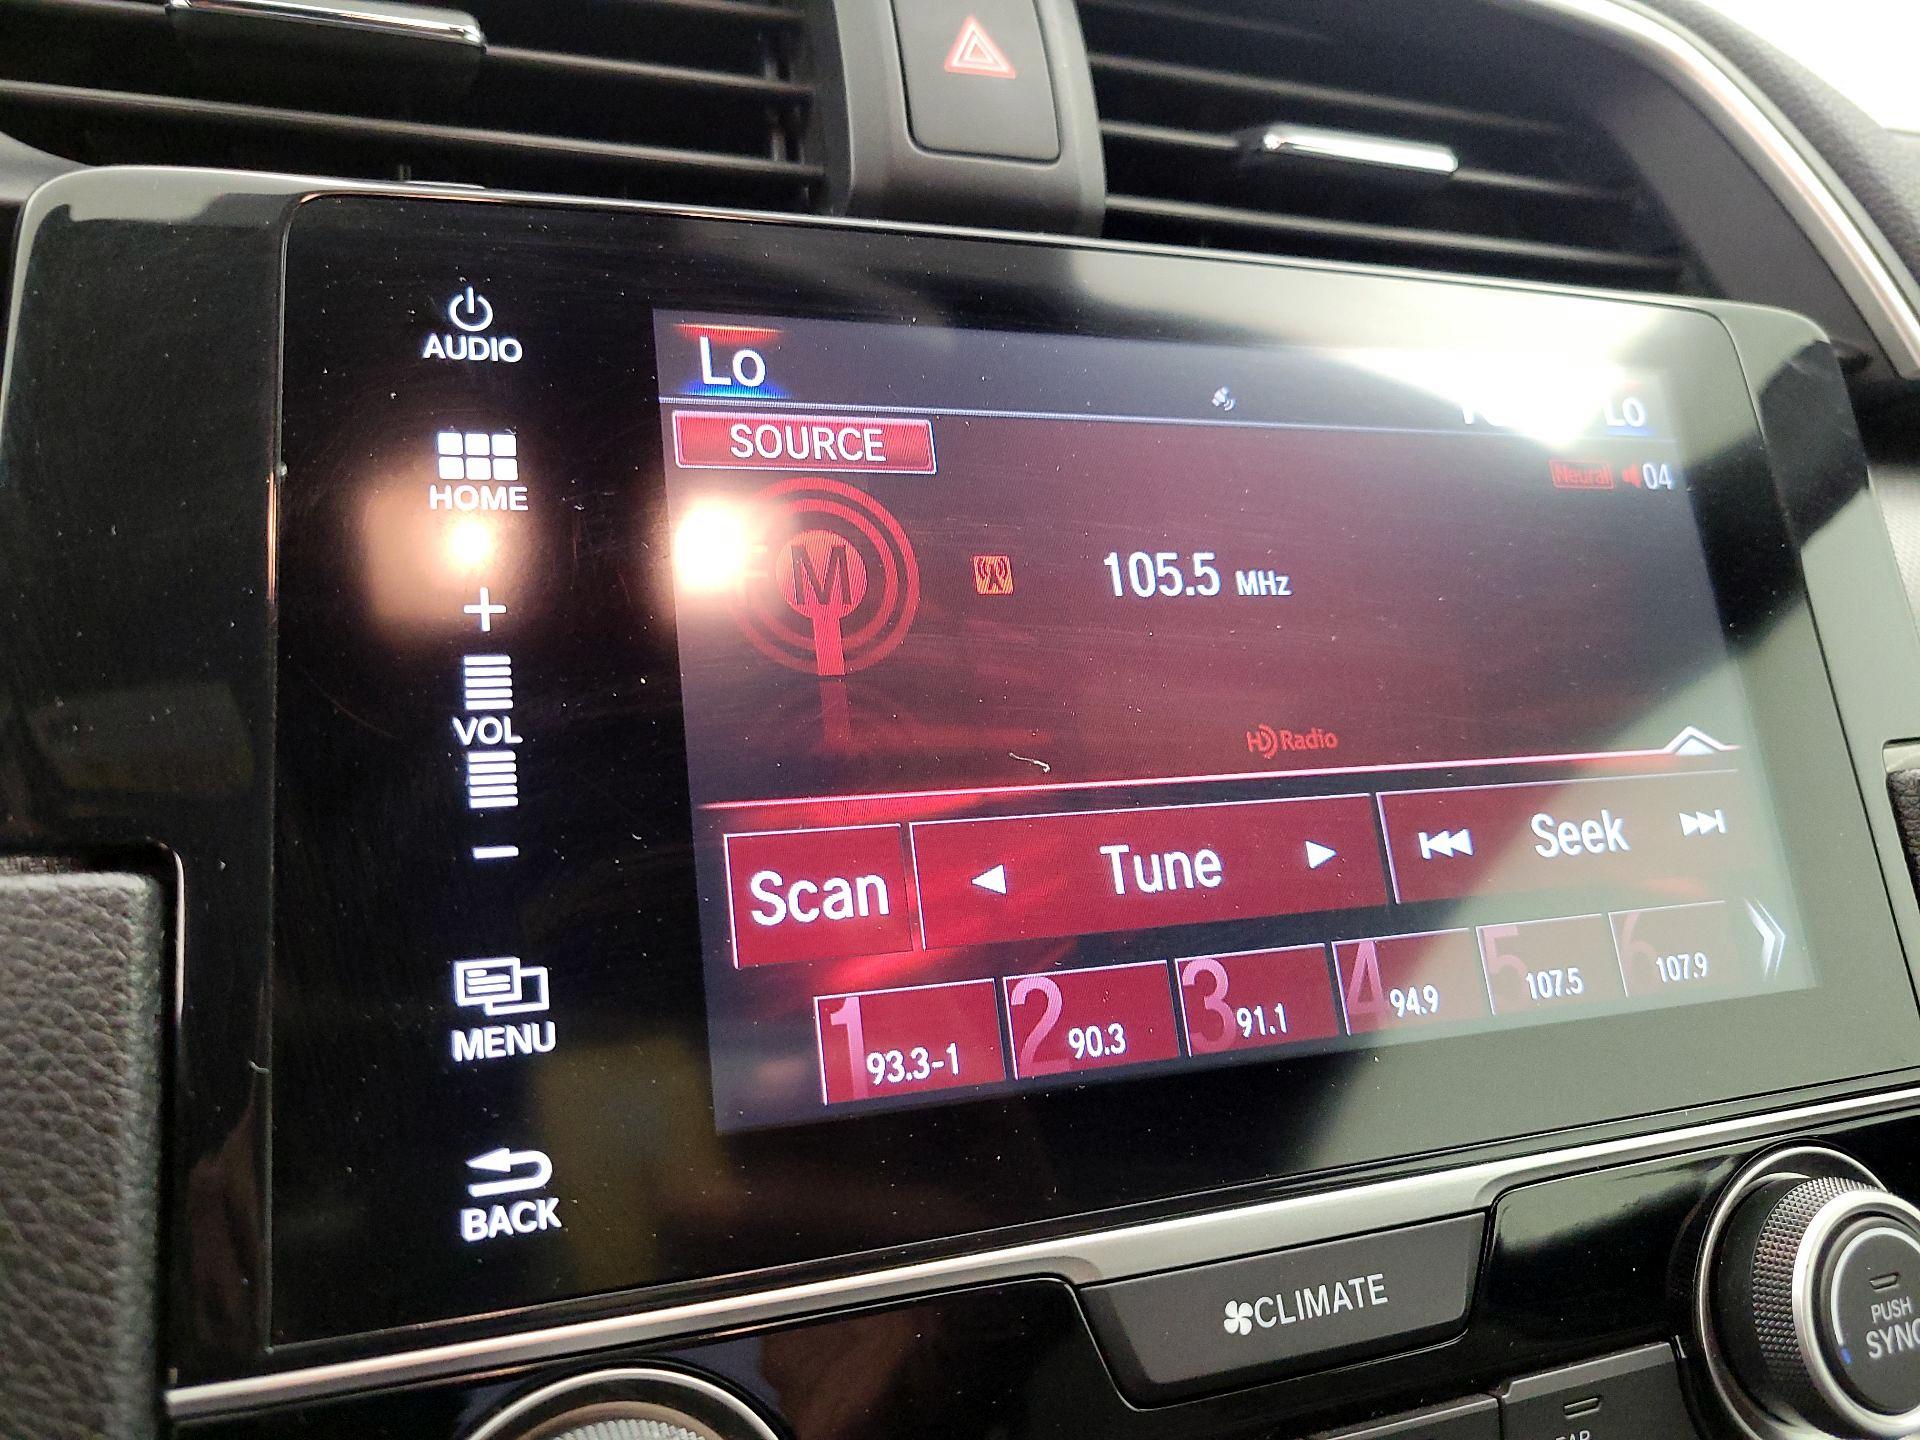 AUDIO
Lo
Lo
SOURCE
Neural
04
HOME
M
105.5 MHz
+
VOL
HD Radio
−
Scan
Tune
Seek
1 93.3-1
2 90.3
3 91.1
4 94.9
5 107.5
6 107.9
MENU
BACK
CLIMATE
PUSH
SYNC